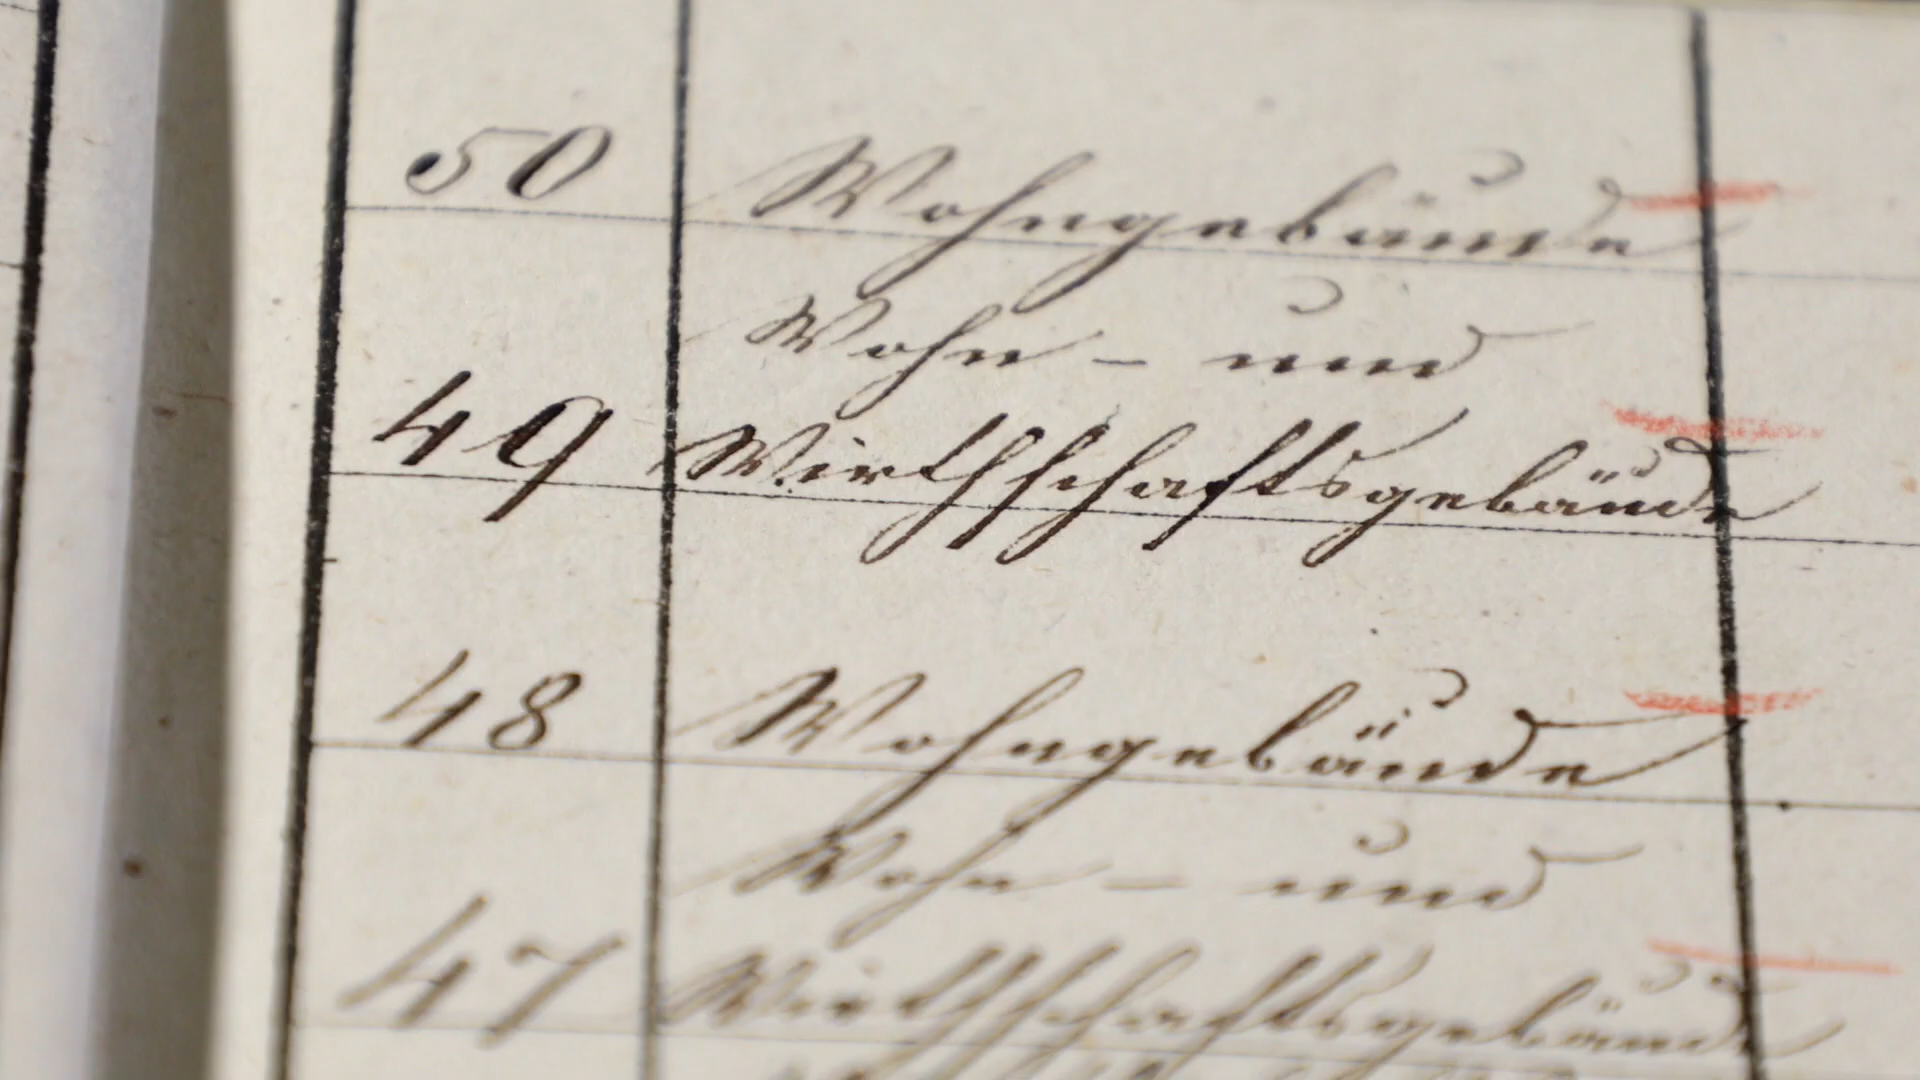 50 Wohngebäude
Wohn - und
49 Wirthschaftsgebäude
48 Wohngebäude
Wohn - und
47 Wirthschaftsgebäude